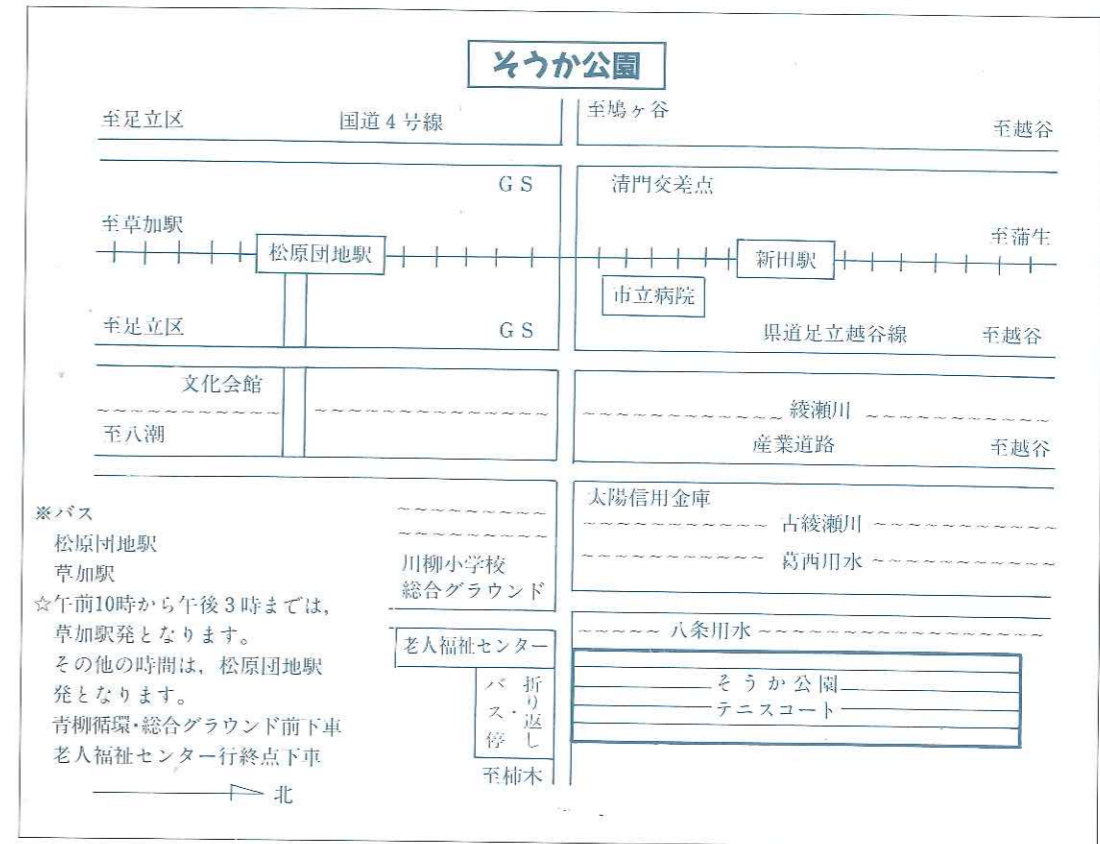 そうか公園
至足立区
国道4号線
至鳩ヶ谷
至越谷
GS
清門交差点
至草加駅
松原団地駅
新田駅
至蒲生
市立病院
至足立区
GS
県道足立越谷線
至越谷
文化会館
綾瀬川
至八潮
産業道路
至越谷
太陽信用金庫
古綾瀬川
葛西用水
川柳小学校
総合グラウンド
八条用水
老人福祉センター
バス停
・
折り返し
そうか公園
テニスコート
至柿木
※バス
松原団地駅
草加駅
☆午前10時から午後3時までは,
草加駅発となります。
その他の時間は,松原団地駅
発となります。
青柳循環・総合グラウンド前下車
老人福祉センター行終点下車
北